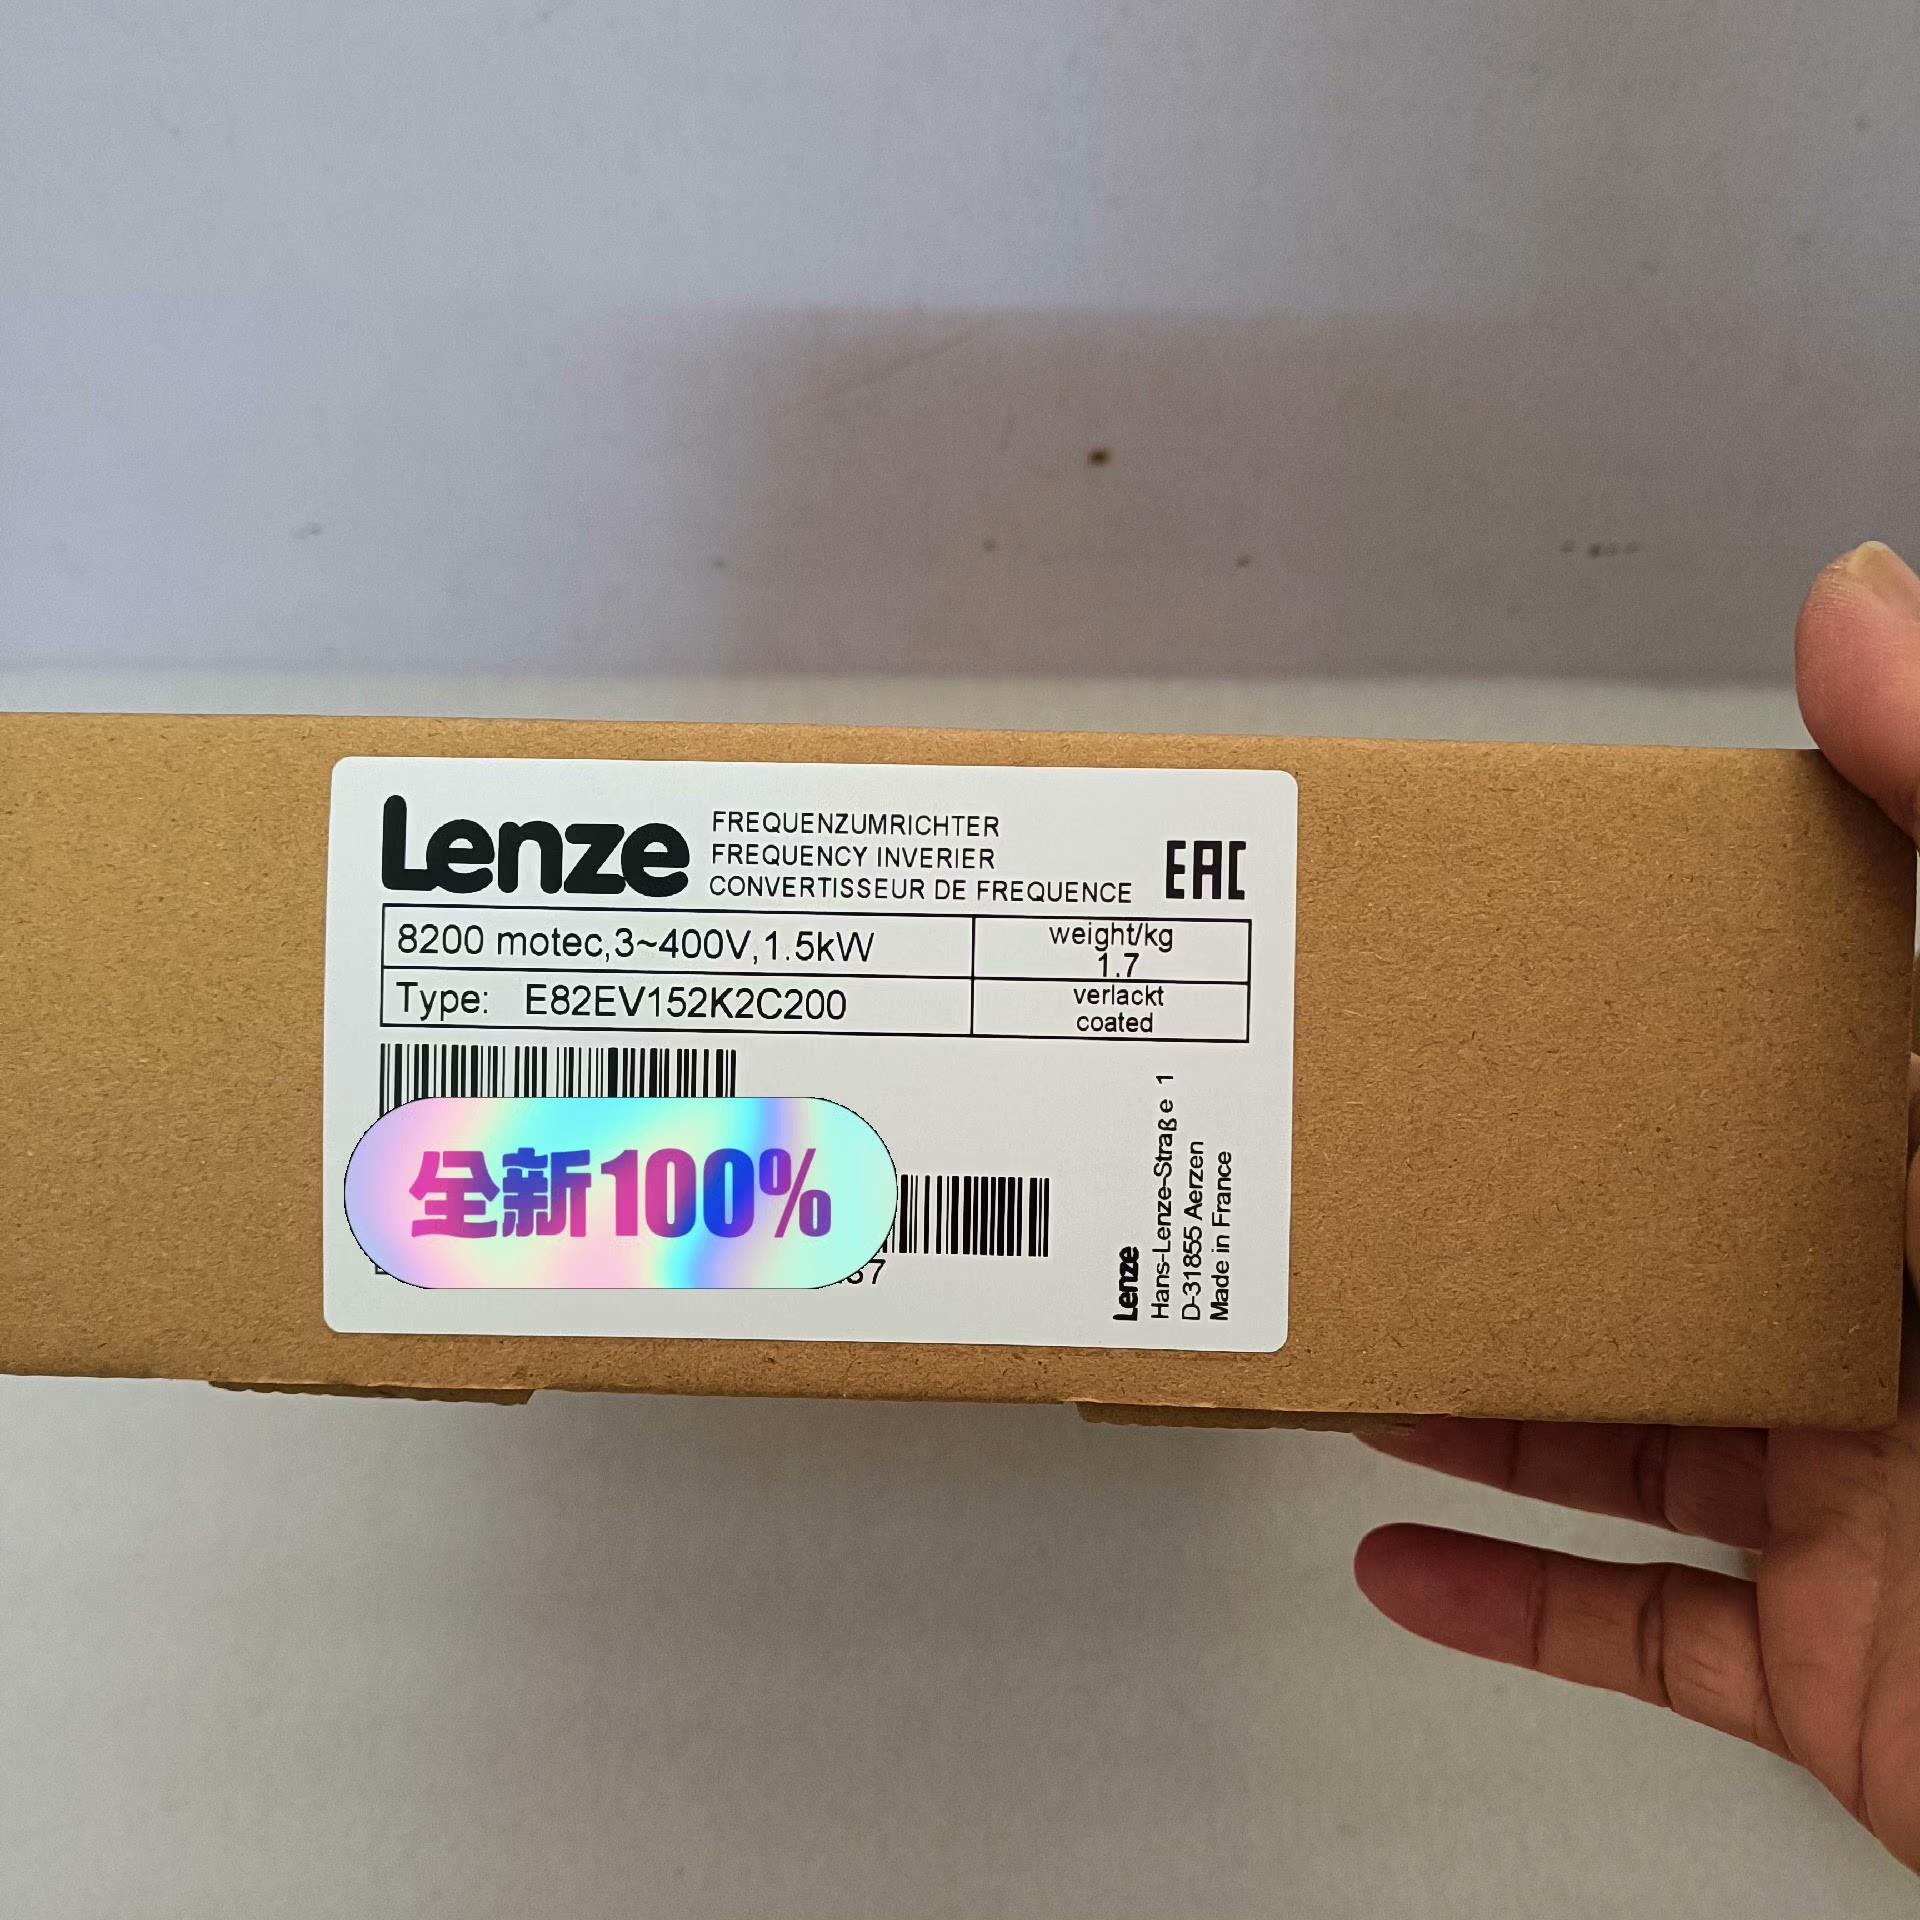 Lenze
FREQUENZUMRICHTER
FREQUENCY INVERIER
CONVERTISSEUR DE FREQUENCE
EAC
8200 motec,3~400V,1.5kW
weight/kg
1.7
Type: E82EV152K2C200
verlackt
coated
全新100%
Lenze
Hans-Lenze-Straße 1
D-31855 Aerzen
Made in France